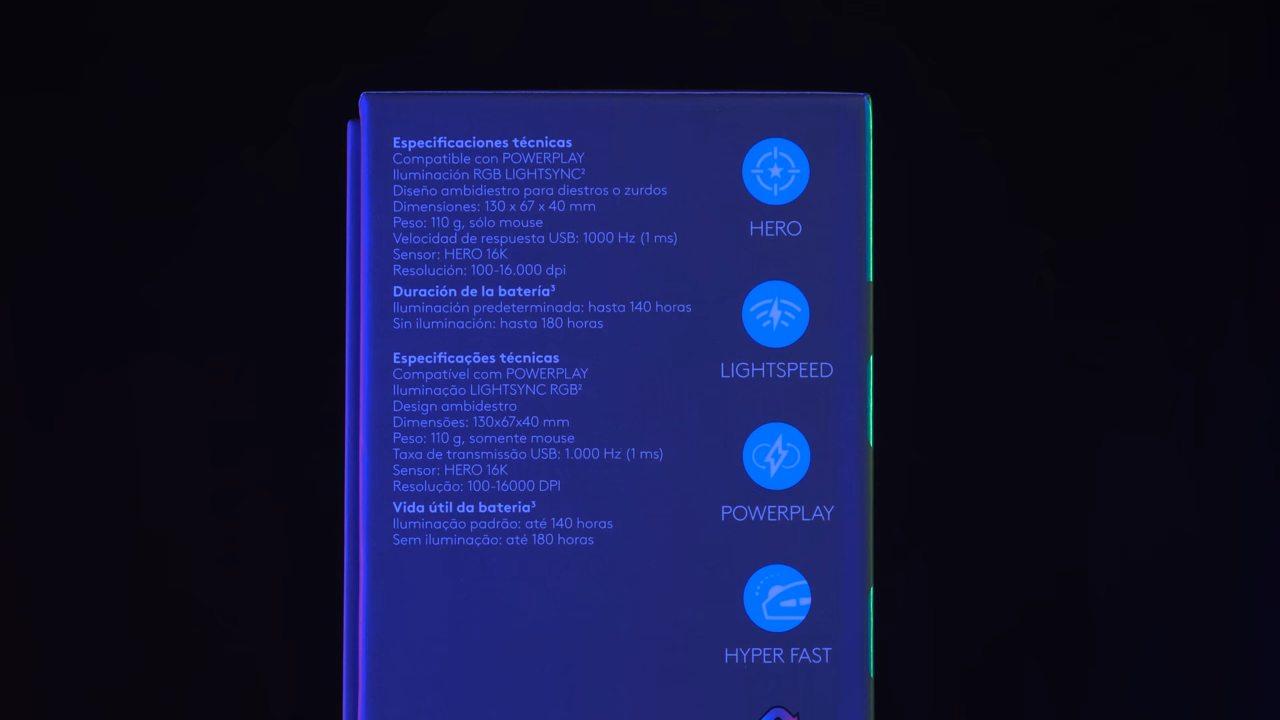 Especificaciones técnicas
Compatible con POWERPLAY
Iluminación RGB LIGHTSYNC²
Diseño ambidiestro para diestros o zurdos
Dimensiones: 130 x 67 x 40 mm
Peso: 110 g, sólo mouse
Velocidad de respuesta USB: 1000 Hz (1 ms)
Sensor: HERO 16K
Resolución: 100-16.000 dpi
Duración de la batería³
Iluminación predeterminada: hasta 140 horas
Sin iluminación: hasta 180 horas
Especificações técnicas
Compatível com POWERPLAY
Iluminação LIGHTSYNC RGB²
Design ambidestro
Dimensões: 130x67x40 mm
Peso: 110 g, somente mouse
Taxa de transmissão USB: 1.000 Hz (1 ms)
Sensor: HERO 16K
Resolução: 100-16000 DPI
Vida útil da bateria³
Iluminação padrão: até 140 horas
Sem iluminação: até 180 horas
HERO
LIGHTSPEED
POWERPLAY
HYPER FAST